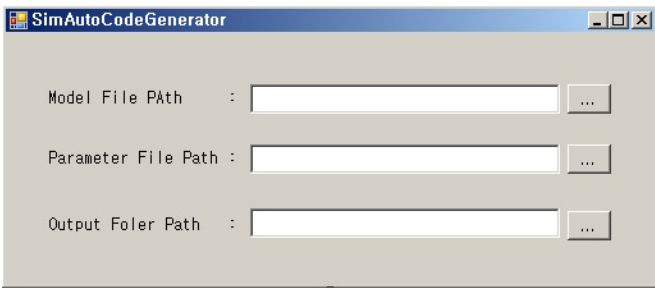 SimAutoCodeGenerator
Model File PAth : ...
Parameter File Path : ...
Output Foler Path : ...